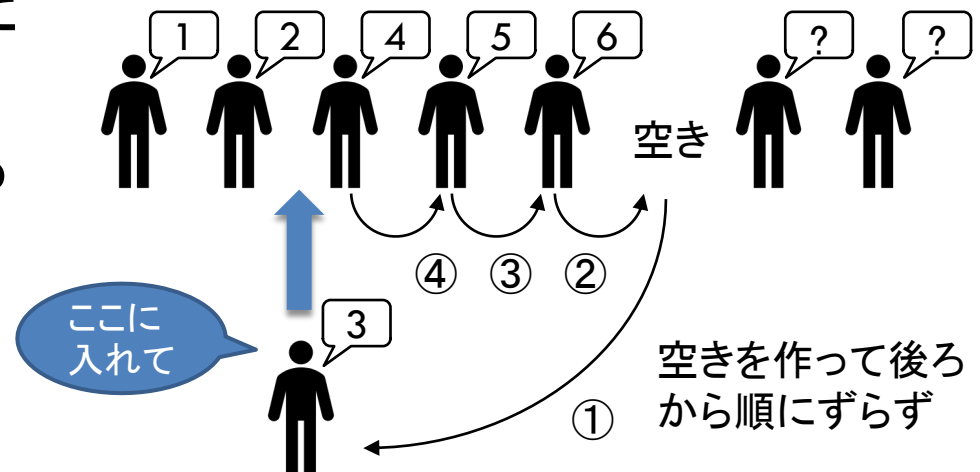 1 2 4 5 6 ? ?
空き
④ ③ ②
3
ここに
入れて
①
空きを作って後ろ
から順にずらず